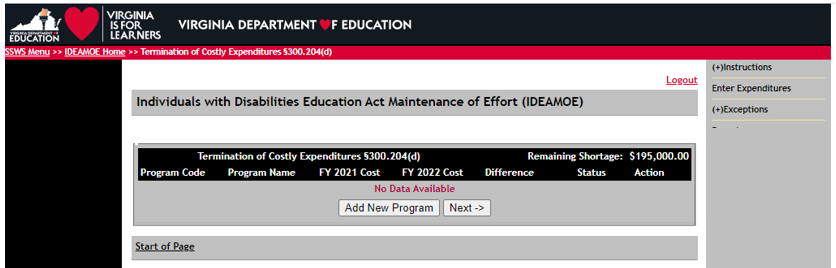 VIRGINIA DEPARTMENT OF EDUCATION
VIRGINIA
IS FOR
LEARNERS
VIRGINIA DEPARTMENT OF EDUCATION
SSWS Menu >> IDEAMOE Home >> Termination of Costly Expenditures §300.204(d)
(+)Instructions
Enter Expenditures
(+)Exceptions
Logout
Individuals with Disabilities Education Act Maintenance of Effort (IDEAMOE)
Termination of Costly Expenditures §300.204(d) Remaining Shortage: $195,000.00
Program Code Program Name FY 2021 Cost FY 2022 Cost Difference Status Action
No Data Available
Add New Program Next ->
Start of Page